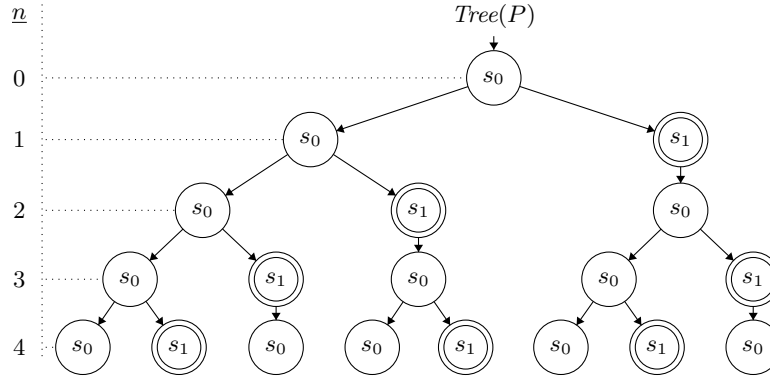 n Tree(P)
0 s₀
1 s₀ s₁
2 s₀ s₁ s₀
3 s₀ s₁ s₀ s₀ s₁
4 s₀ s₁ s₀ s₀ s₁ s₀ s₁ s₀